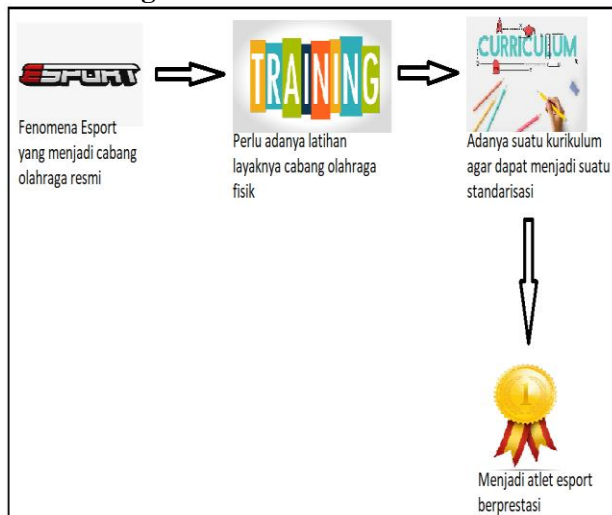 ESPORT
TRAINING
CURRICULUM
Fenomena Esport
yang menjadi cabang
olahraga resmi
Perlu adanya latihan
layaknya cabang olahraga
fisik
Adanya suatu kurikulum
agar dapat menjadi suatu
standarisasi
1
Menjadi atlet esport
berprestasi